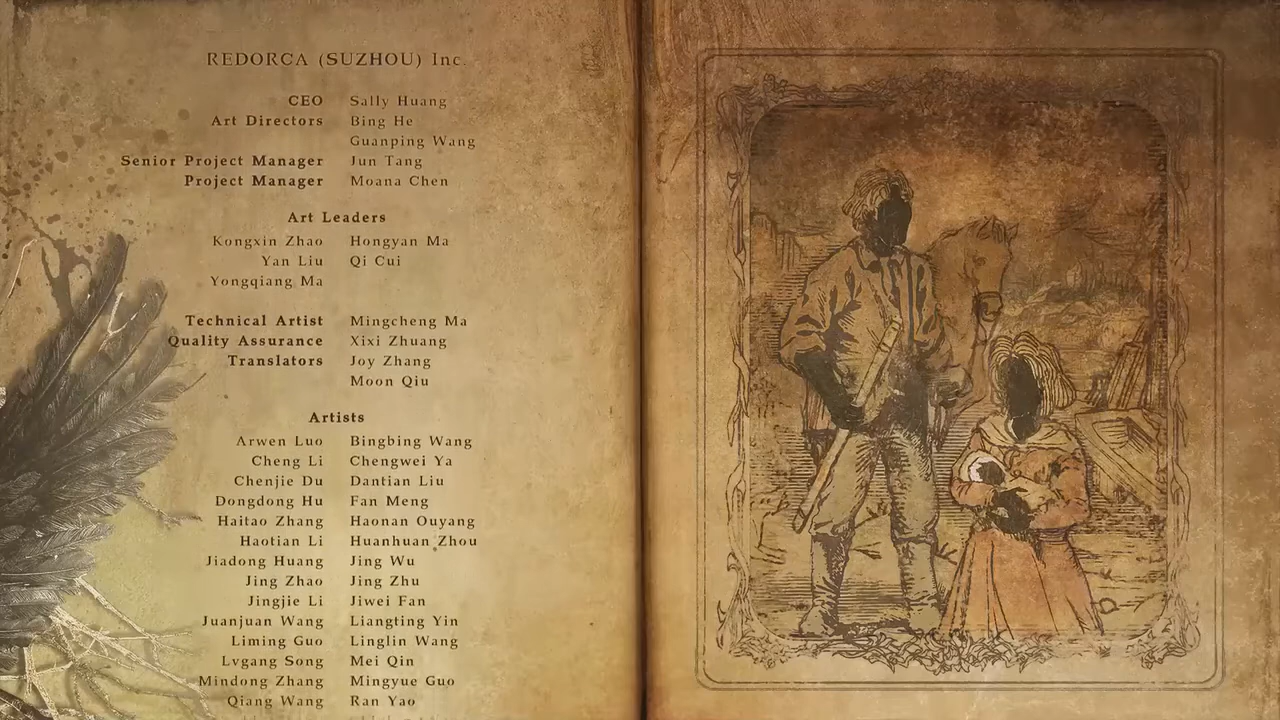 REDORCA (SUZHOU) Inc.
CEO Sally Huang
Art Directors Bing He
Guanping Wang
Senior Project Manager Jun Tang
Project Manager Moana Chen
Art Leaders
Kongxin Zhao Hongyan Ma
Yan Liu Qi Cui
Yongqiang Ma
Technical Artist Mingcheng Ma
Quality Assurance Xixi Zhuang
Translators Joy Zhang
Moon Qiu
Artists
Arwen Luo Bingbing Wang
Cheng Li Chengwei Ya
Chenjie Du Dantian Liu
Dongdong Hu Fan Meng
Haitao Zhang Haonan Ouyang
Haotian Li Huanhuan Zhou
Jiadong Huang Jing Wu
Jing Zhao Jing Zhu
Jingjie Li Jiwei Fan
Juanjuan Wang Liangting Yin
Liming Guo Linglin Wang
Lvgang Song Mei Qin
Mindong Zhang Mingyue Guo
Qiang Wang Ran Yao